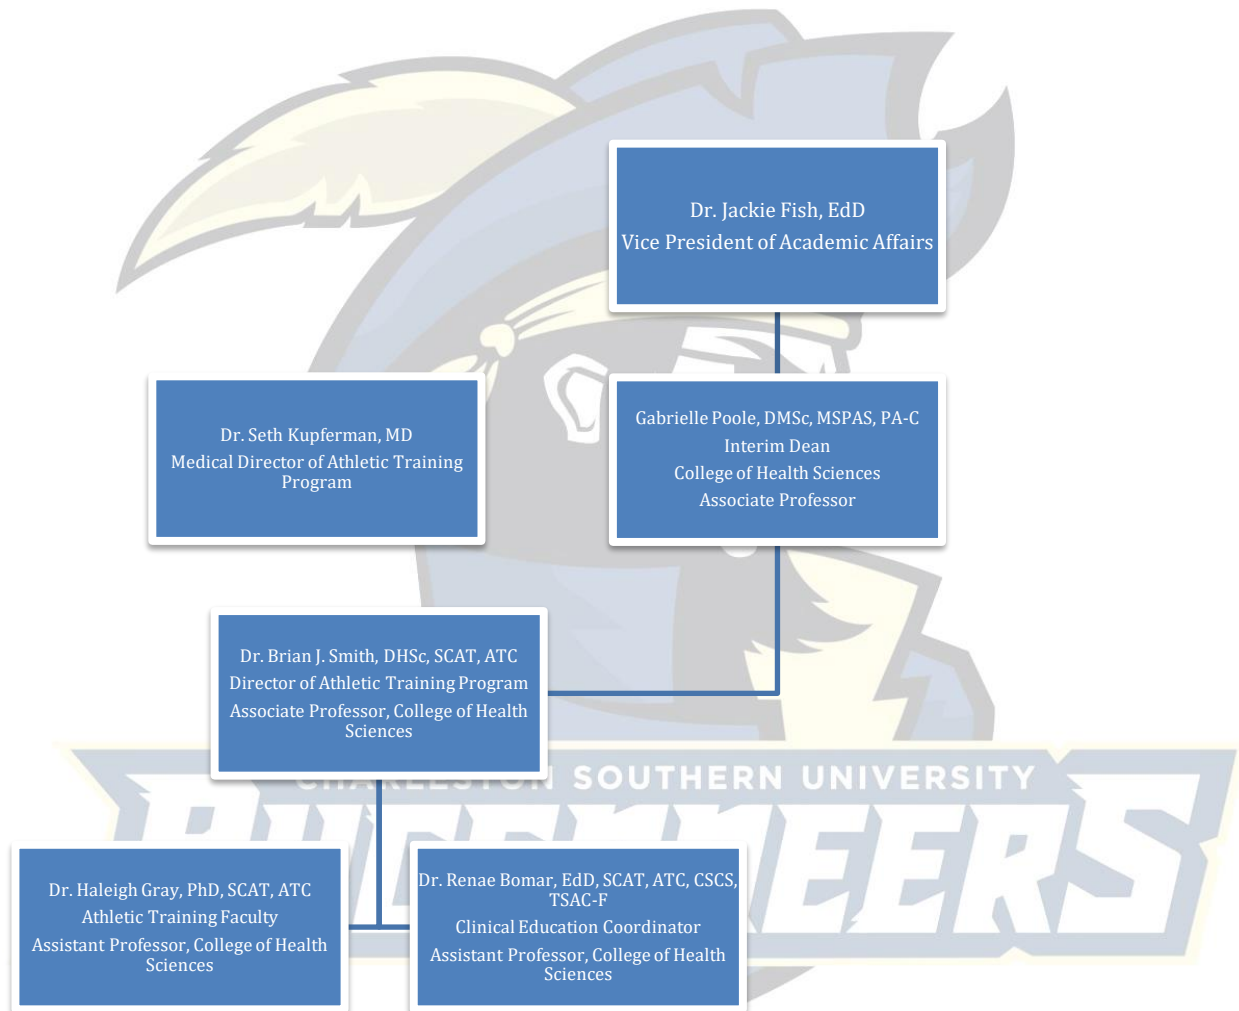 Dr. Jackie Fish, EdD
Vice President of Academic Affairs
Dr. Seth Kupferman, MD
Medical Director of Athletic Training
Program
Gabrielle Poole, DMSc, MSPAS, PA-C
Interim Dean
College of Health Sciences
Associate Professor
Dr. Brian J. Smith, DHSc, SCAT, ATC
Director of Athletic Training Program
Associate Professor, College of Health
Sciences
CHARLESTON SOUTHERN UNIVERSITY
BUCCANEERS
Dr. Haleigh Gray, PhD, SCAT, ATC
Athletic Training Faculty
Assistant Professor, College of Health
Sciences
Dr. Renae Bomar, EdD, SCAT, ATC, CSCS,
TSAC-F
Clinical Education Coordinator
Assistant Professor, College of Health
Sciences